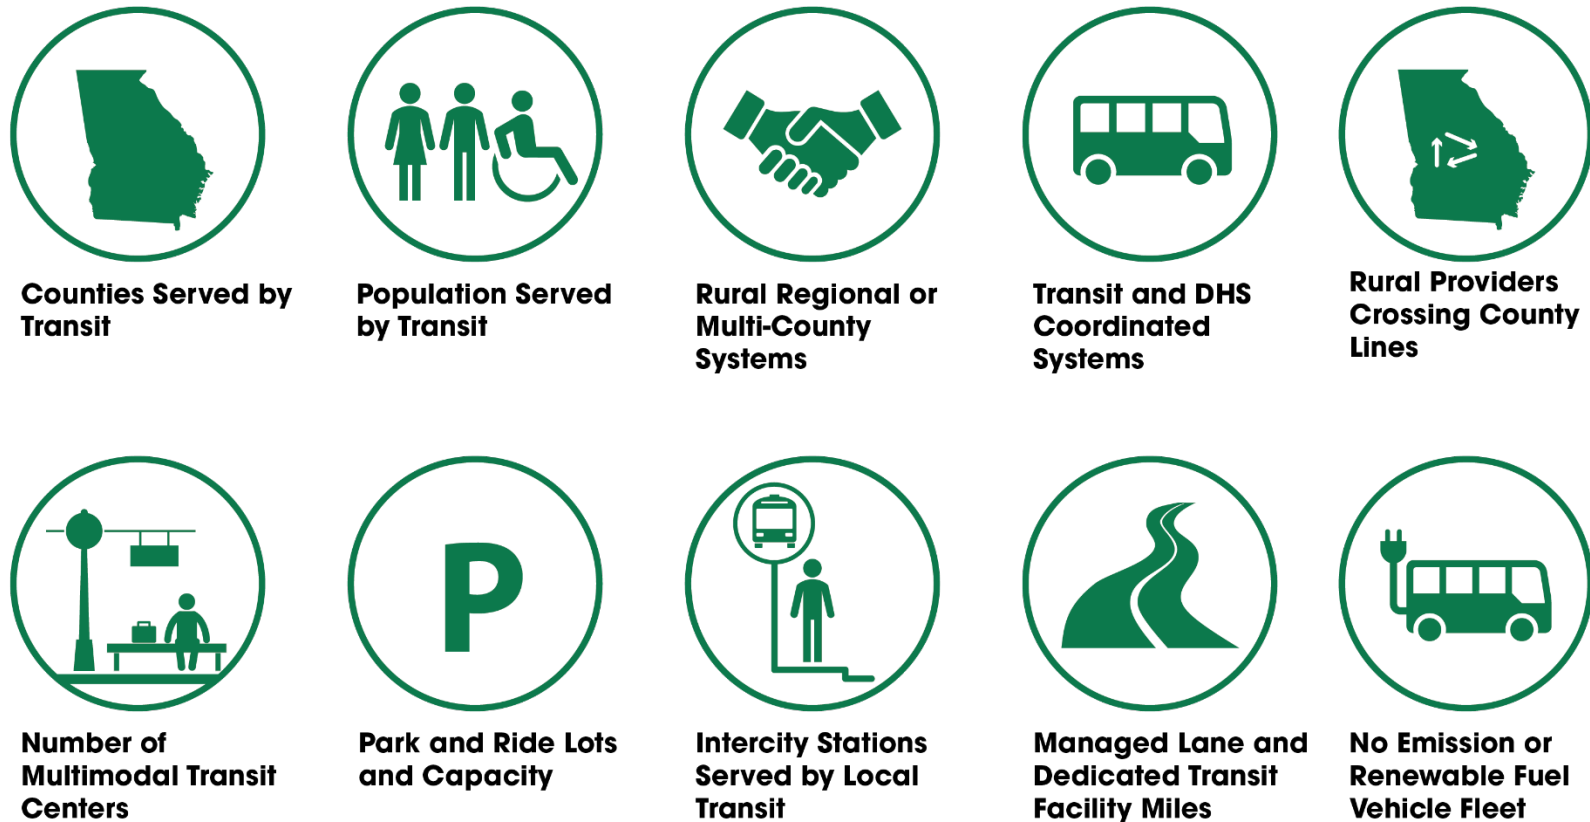 Counties Served by
Transit
Population Served
by Transit
Rural Regional or
Multi-County
Systems
Transit and DHS
Coordinated
Systems
Rural Providers
Crossing County
Lines
P
Number of
Multimodal Transit
Centers
Park and Ride Lots
and Capacity
Intercity Stations
Served by Local
Transit
Managed Lane and
Dedicated Transit
Facility Miles
No Emission or
Renewable Fuel
Vehicle Fleet